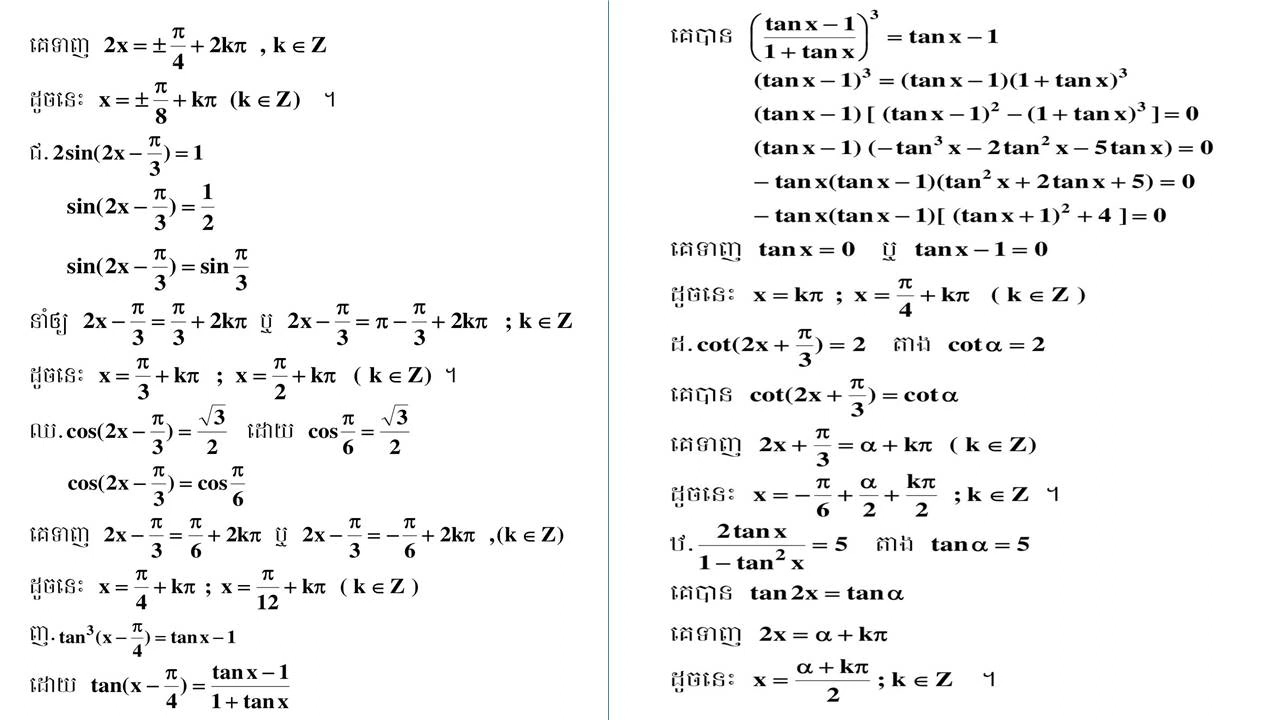 គេទាញ 2x = ± π/4 + 2kπ , k ∈ Z
ដូចនេះ x = ± π/8 + kπ (k ∈ Z) ។
ជ. 2sin(2x − π/3) = 1
sin(2x − π/3) = 1/2
sin(2x − π/3) = sin π/3
នាំឲ្យ 2x − π/3 = π/3 + 2kπ ឬ 2x − π/3 = π − π/3 + 2kπ ; k ∈ Z
ដូចនេះ x = π/3 + kπ ; x = π/2 + kπ ( k ∈ Z) ។
ឈ. cos(2x − π/3) = √3/2 ដោយ cos π/6 = √3/2
cos(2x − π/3) = cos π/6
គេទាញ 2x − π/3 = π/6 + 2kπ ឬ 2x − π/3 = − π/6 + 2kπ ,(k ∈ Z)
ដូចនេះ x = π/4 + kπ ; x = π/12 + kπ ( k ∈ Z )
ញ. tan³(x − π/4) = tan x − 1
ដោយ tan(x − π/4) = (tan x − 1)/(1 + tan x)
គេបាន ((tan x − 1)/(1 + tan x))³ = tan x − 1
(tan x − 1)³ = (tan x − 1)(1 + tan x)³
(tan x − 1) [ (tan x − 1)² − (1 + tan x)³ ] = 0
(tan x − 1) (− tan³ x − 2tan² x − 5tan x) = 0
− tan x(tan x − 1)(tan² x + 2tan x + 5) = 0
− tan x(tan x − 1)[ (tan x + 1)² + 4 ] = 0
គេទាញ tan x = 0 ឬ tan x − 1 = 0
ដូចនេះ x = kπ ; x = π/4 + kπ ( k ∈ Z )
ដ. cot(2x + π/3) = 2 តាង cot α = 2
គេបាន cot(2x + π/3) = cot α
គេទាញ 2x + π/3 = α + kπ ( k ∈ Z)
ដូចនេះ x = − π/6 + α/2 + kπ/2 ; k ∈ Z ។
ឋ. 2tan x/(1 − tan² x) = 5 តាង tan α = 5
គេបាន tan 2x = tan α
គេទាញ 2x = α + kπ
ដូចនេះ x = (α + kπ)/2 ; k ∈ Z ។